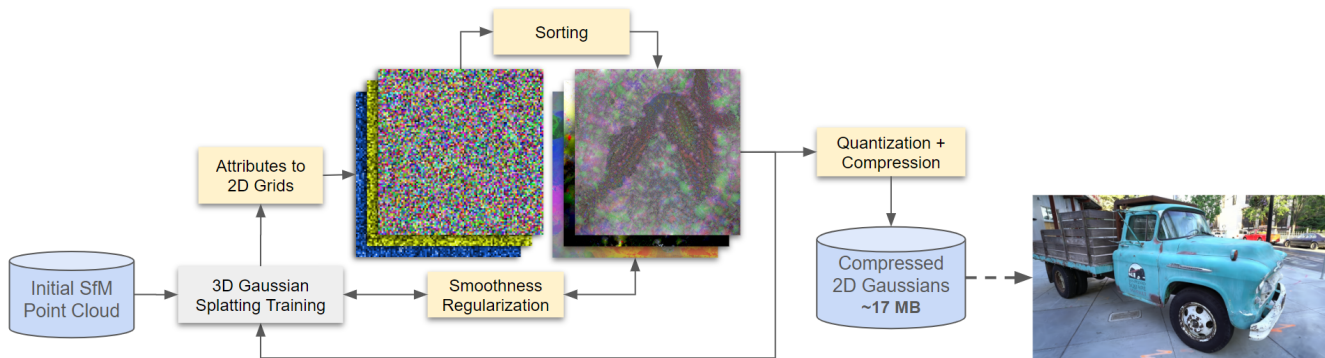 Sorting
Attributes to
2D Grids
Quantization +
Compression
Initial SfM
Point Cloud
3D Gaussian
Splatting Training
Smoothness
Regularization
Compressed
2D Gaussians
~17 MB